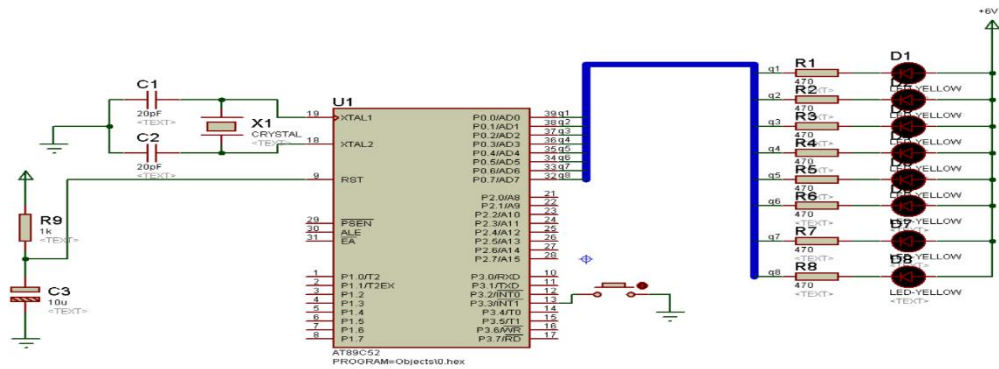 +6V
C1
20pF
<TEXT>
X1
CRYSTAL
<TEXT>
C2
20pF
<TEXT>
R9
1k
<TEXT>
C3
10u
<TEXT>
U1
19 XTAL1
18 XTAL2
9 RST
29 PSEN
30 ALE
31 EA
1 P1.0/T2
2 P1.1/T2EX
3 P1.2
4 P1.3
5 P1.4
6 P1.5
7 P1.6
8 P1.7
P0.0/AD0 39 q1
P0.1/AD1 38 q2
P0.2/AD2 37 q3
P0.3/AD3 36 q4
P0.4/AD4 35 q5
P0.5/AD5 34 q6
P0.6/AD6 33 q7
P0.7/AD7 32 q8
P2.0/A8 21
P2.1/A9 22
P2.2/A10 23
P2.3/A11 24
P2.4/A12 25
P2.5/A13 26
P2.6/A14 27
P2.7/A15 28
P3.0/RXD 10
P3.1/TXD 11
P3.2/INT0 12
P3.3/INT1 13
P3.4/T0 14
P3.5/T1 15
P3.6/WR 16
P3.7/RD 17
AT89C52
PROGRAM=Objects\0.hex
q1 R1 D1
470 LED-YELLOW
q2 R2
470 LED-YELLOW
q3 R3
470 LED-YELLOW
q4 R4
470 LED-YELLOW
q5 R5
470 LED-YELLOW
q6 R6
470 LED-YELLOW
<TEXT>
q7 R7 D7
470 LED-YELLOW
q8 R8 D8
470 LED-YELLOW
<TEXT> <TEXT>